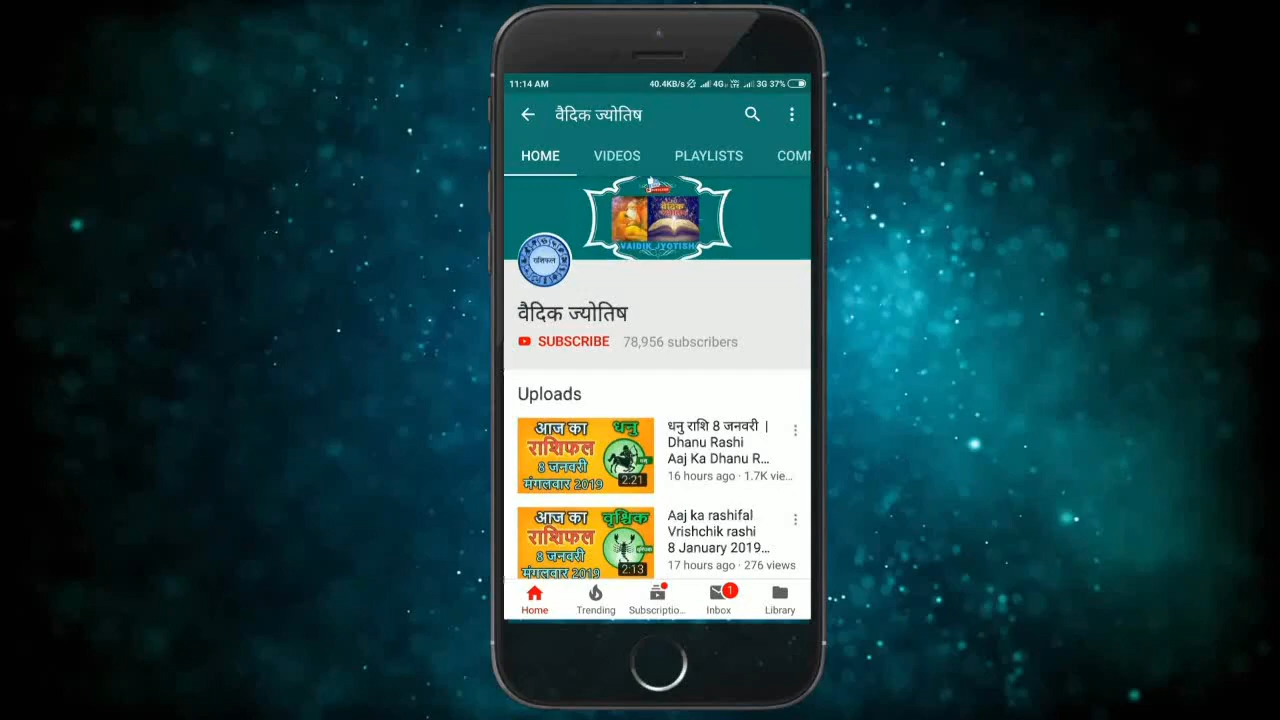 11:14 AM 40.4KB/s 4G 3G 37%
वैदिक ज्योतिष
HOME VIDEOS PLAYLISTS COMM
वैदिक
VAIDIK JYOTISH
राशिफल
वैदिक ज्योतिष
SUBSCRIBE 78,956 subscribers
Uploads
आज का धनु
राशिफल
8 जनवरी
मंगलवार 2019
2:21
धनु राशि 8 जनवरी |
Dhanu Rashi
Aaj Ka Dhanu R...
16 hours ago · 1.7K vie...
आज का वृश्चिक
राशिफल
8 जनवरी
मंगलवार 2019
2:13
Aaj ka rashifal
Vrishchik rashi
8 January 2019...
17 hours ago · 276 views
Home Trending Subscriptio... Inbox 1 Library